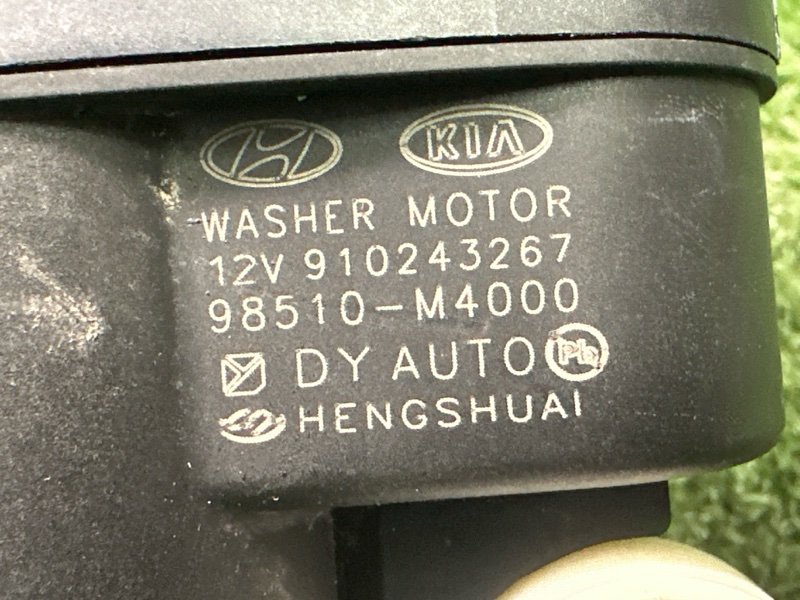 KIA
WASHER MOTOR
12V 910243267
98510-M4000
DY AUTO Pb
HENGSHUAI